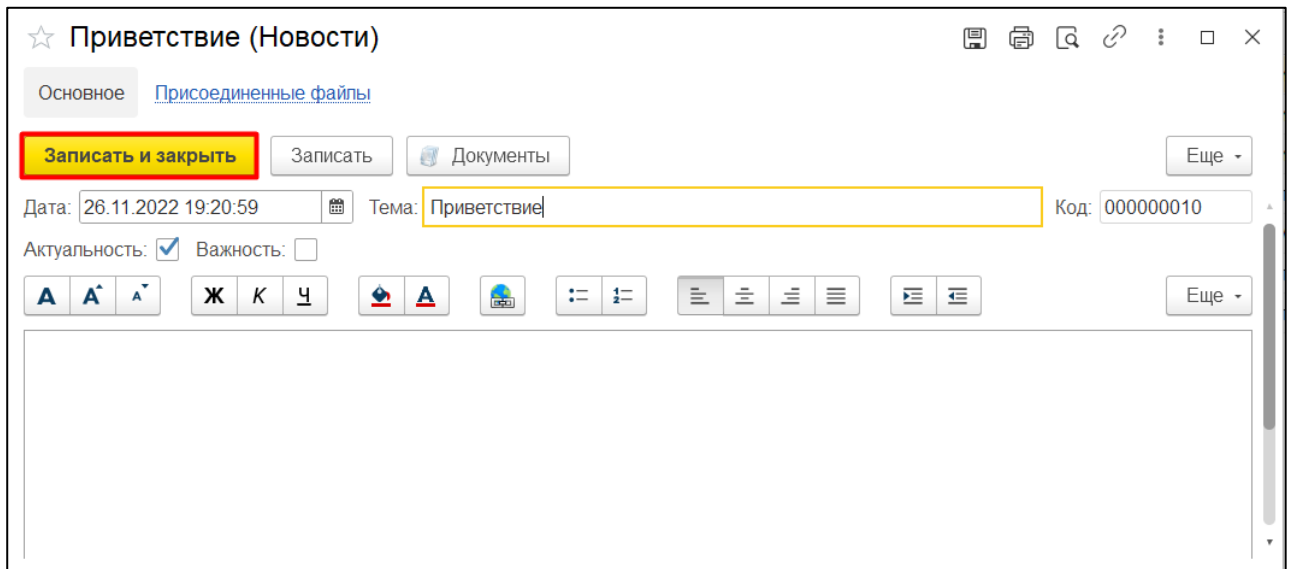 Приветствие (Новости)
Основное Присоединенные файлы
Записать и закрыть Записать Документы Еще
Дата: 26.11.2022 19:20:59 Тема: Приветствие Код: 000000010
Актуальность: Важность:
А А А Ж К Ч А Еще